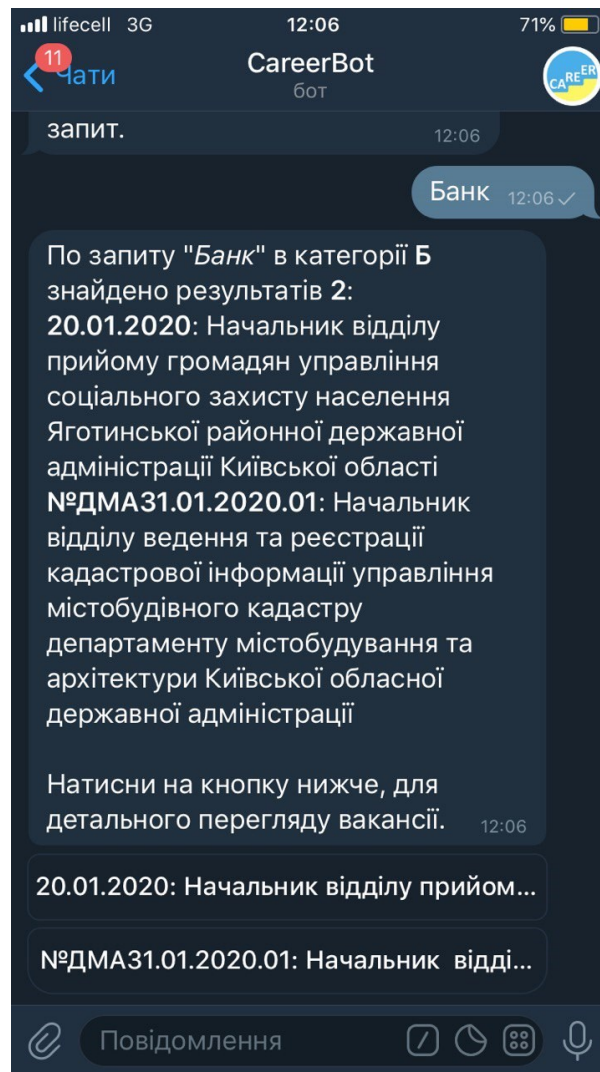 lifecell 3G 12:06 71%
11
Чати CareerBot
бот
CAREER
запит. 12:06
Банк 12:06
По запиту "Банк" в категорії Б
знайдено результатів 2:
20.01.2020: Начальник відділу
прийому громадян управління
соціального захисту населення
Яготинської районної державної
адміністрації Київської області
№ДМА31.01.2020.01: Начальник
відділу ведення та реєстрації
кадастрової інформації управління
містобудівного кадастру
департаменту містобудування та
архітектури Київської обласної
державної адміністрації
Натисни на кнопку нижче, для
детального перегляду вакансії. 12:06
20.01.2020: Начальник відділу прийом...
№ДМА31.01.2020.01: Начальник відді...
Повідомлення